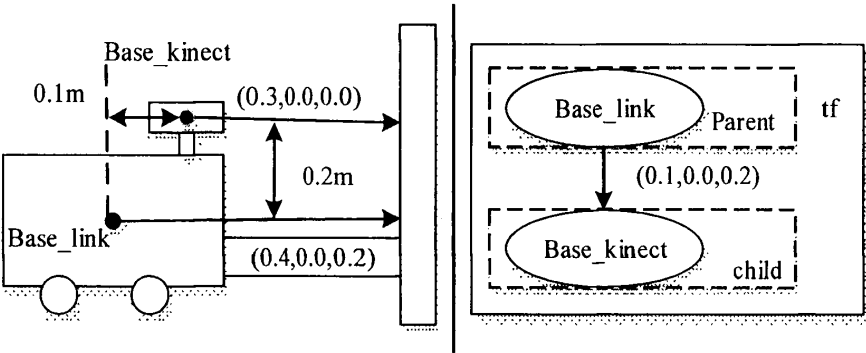 Base_kinect
0.1m
(0.3,0.0,0.0)
0.2m
Base_link
(0.4,0.0,0.2)
Base_link
Parent
tf
(0.1,0.0,0.2)
Base_kinect
child